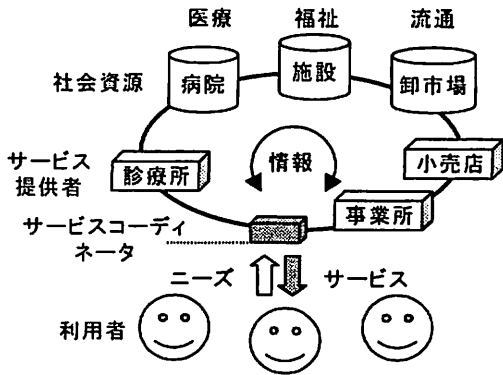 医療 福祉 流通
社会資源 病院 施設 卸市場
サービス
提供者 診療所 情報 小売店
事業所
サービスコーディ
ネータ
ニーズ サービス
利用者